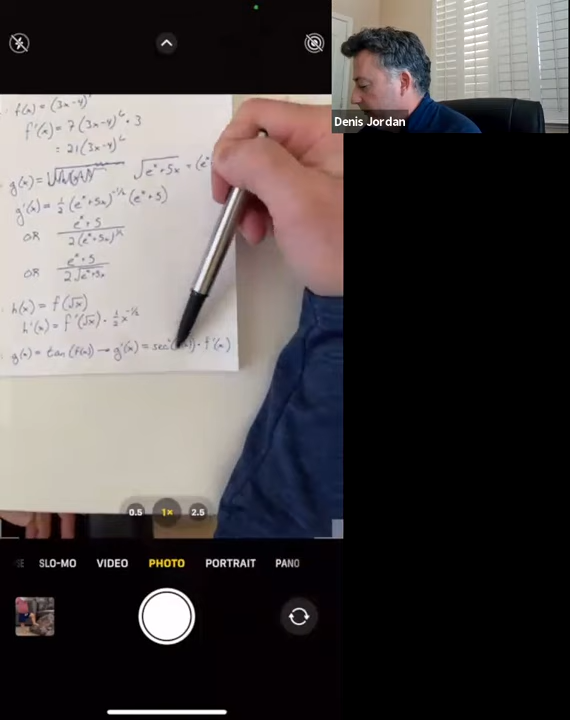 Denis Jordan
f(x) = (3x-4)⁷
f'(x) = 7(3x-4)⁶ · 3
= 21(3x-4)⁶
g(x) = √(eˣ+5x) = (eˣ
g'(x) = ½(eˣ+5x)^(-1/2) (eˣ+5)
OR (eˣ+5)/(2(eˣ+5x)^(1/2))
OR (eˣ+5)/(2√(eˣ+5x))
h(x) = f(√x)
h'(x) = f'(√x) · ½x^(-1/2)
g(x) = tan(f(x)) → g'(x) = sec²( · f'(x)
0.5 1× 2.5
SLO-MO VIDEO PHOTO PORTRAIT PANO